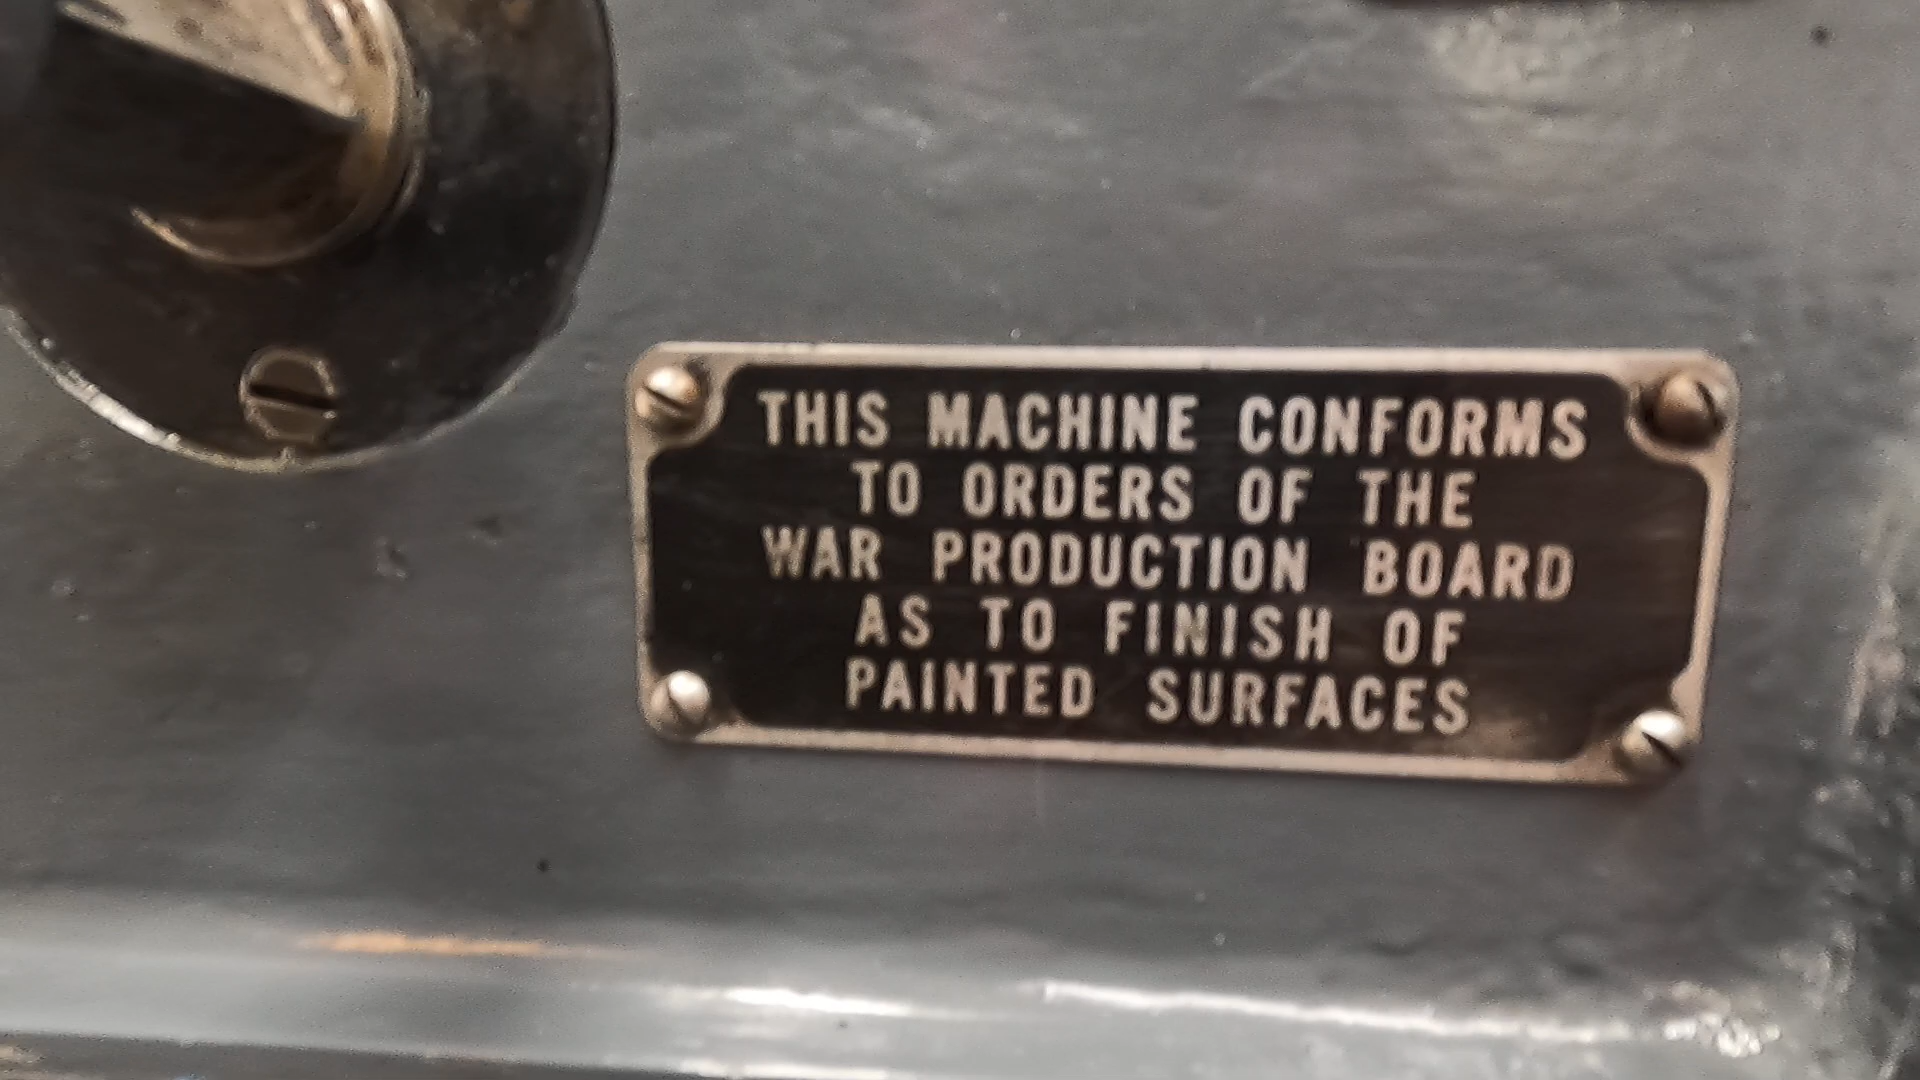 THIS MACHINE CONFORMS
TO ORDERS OF THE
WAR PRODUCTION BOARD
AS TO FINISH OF
PAINTED SURFACES